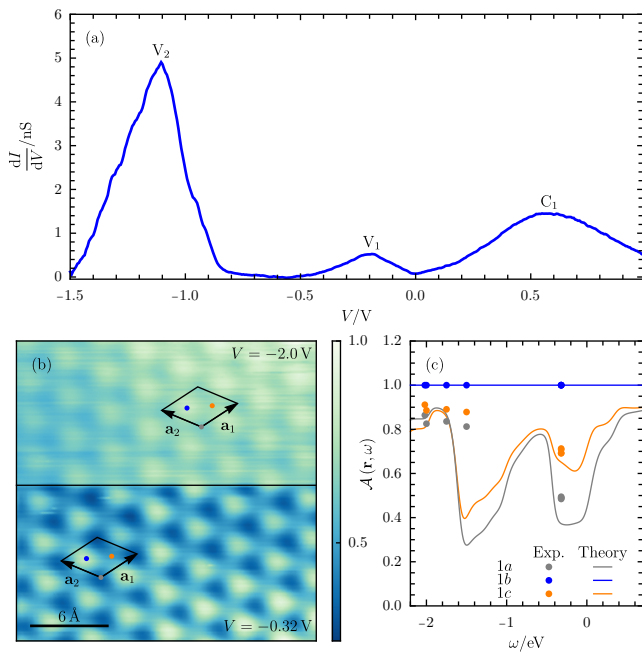 6
5
4
3
2
1
0
dI/dV/nS
(a)
V₂
V₁
C₁
−1.5 −1.0 −0.5 0.0 0.5
V/V
(b)
V = −2.0 V
a₂ a₁
a₂ a₁
6 Å
V = −0.32 V
1.0
0.5
(c)
1.2
1.0
0.8
0.6
0.4
0.2
0.0
𝒜(r, ω)
Exp. Theory
1a
1b
1c
−2 −1 0
ω/eV